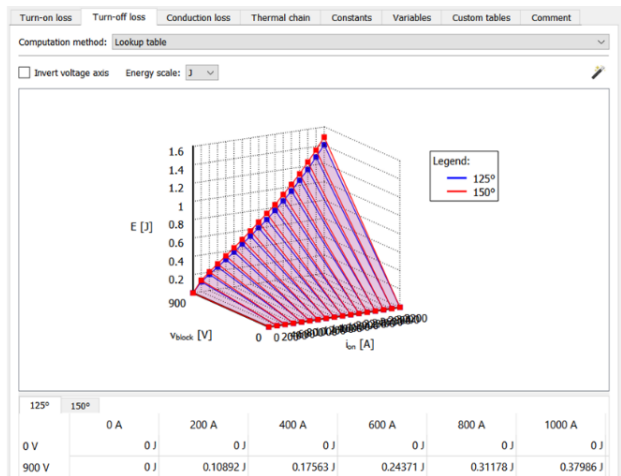 Turn-on loss Turn-off loss Conduction loss Thermal chain Constants Variables Custom tables Comment
Computation method: Lookup table
Invert voltage axis Energy scale: J
1.6
1.4
1.2
1
0.8
0.6
0.4
0.2
E [J]
900
Vblock [V]
0
0 200
3200
ion [A]
Legend:
125°
150°
125° 150°
0 A 200 A 400 A 600 A 800 A 1000 A
0 V 0 J 0 J 0 J 0 J 0 J 0 J
900 V 0 J 0.10892 J 0.17563 J 0.24371 J 0.31178 J 0.37986 J